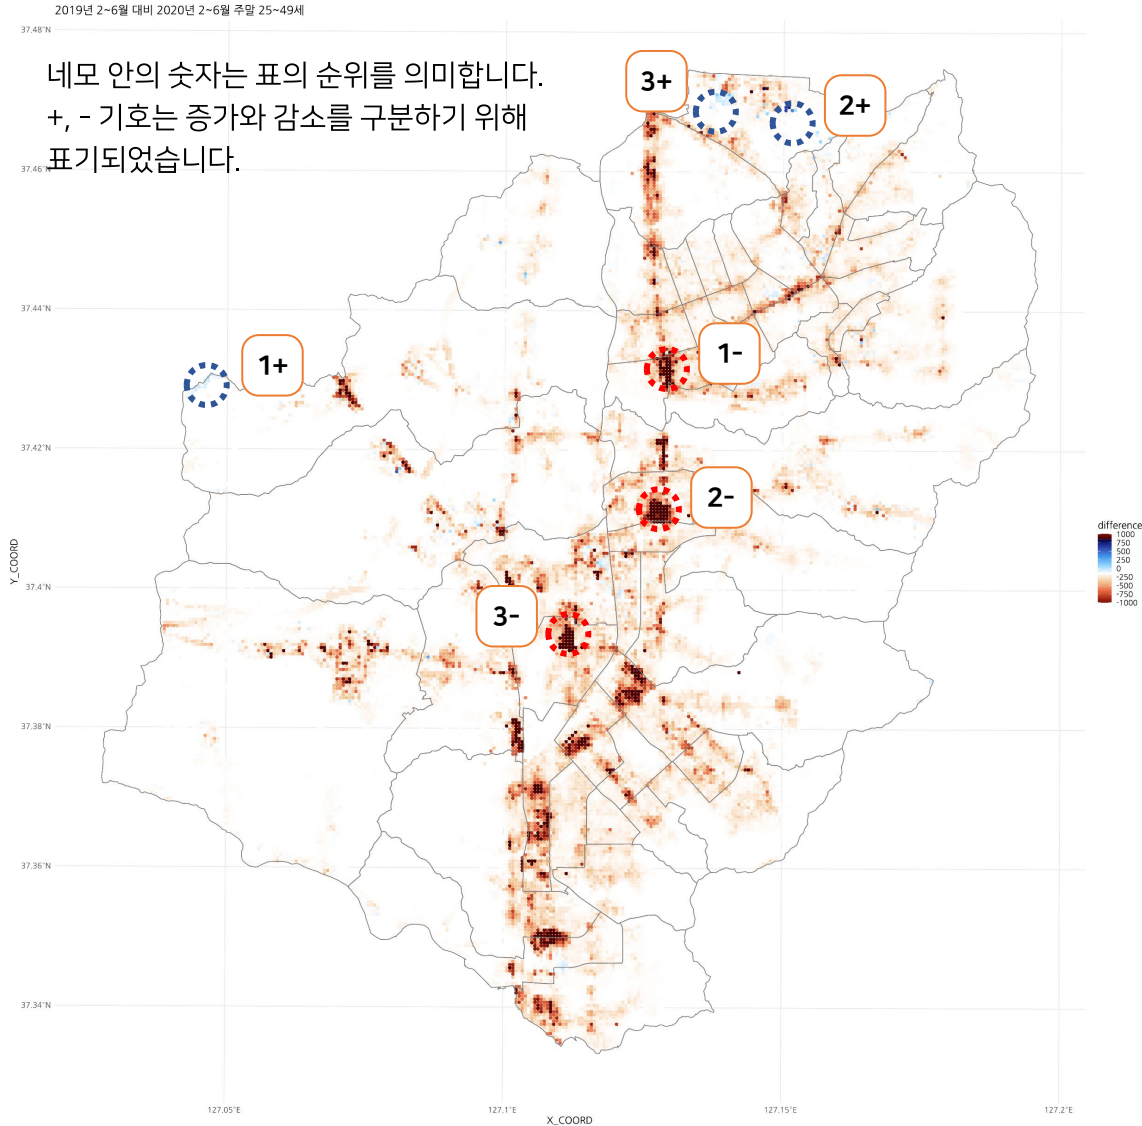 2019년 2~6월 대비 2020년 2~6월 주말 25~49세
37.48°N
네모 안의 숫자는 표의 순위를 의미합니다.
+, - 기호는 증가와 감소를 구분하기 위해
표기되었습니다.
3+
2+
37.46°N
37.44°N
1-
1+
37.42°N
2-
difference
1000
750
500
250
0
-250
-500
-750
-1000
Y_COORD
37.4°N
3-
37.38°N
37.36°N
37.34°N
127.05°E
127.1°E
127.15°E
127.2°E
X_COORD